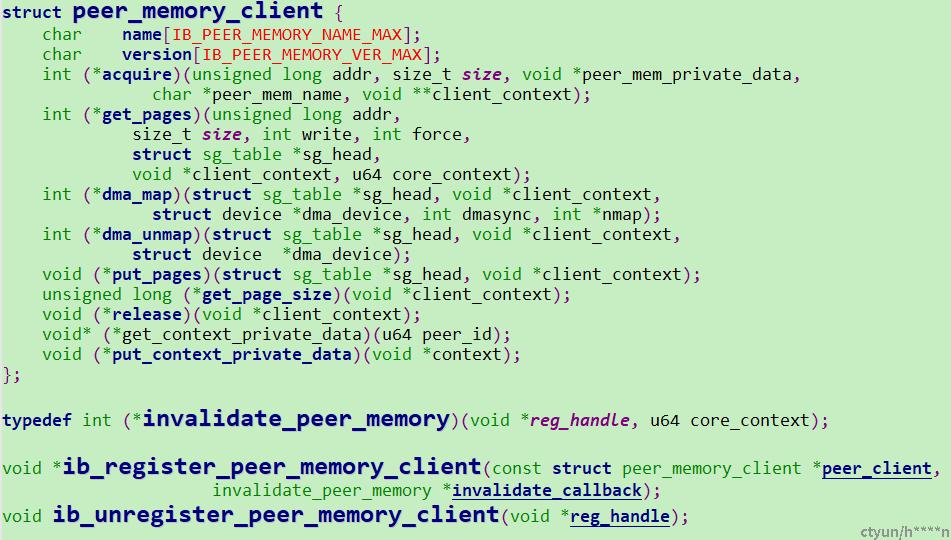 struct peer_memory_client {
    char    name[IB_PEER_MEMORY_NAME_MAX];
    char    version[IB_PEER_MEMORY_VER_MAX];
    int (*acquire)(unsigned long addr, size_t size, void *peer_mem_private_data,
               char *peer_mem_name, void **client_context);
    int (*get_pages)(unsigned long addr,
             size_t size, int write, int force,
             struct sg_table *sg_head,
             void *client_context, u64 core_context);
    int (*dma_map)(struct sg_table *sg_head, void *client_context,
               struct device *dma_device, int dmasync, int *nmap);
    int (*dma_unmap)(struct sg_table *sg_head, void *client_context,
             struct device  *dma_device);
    void (*put_pages)(struct sg_table *sg_head, void *client_context);
    unsigned long (*get_page_size)(void *client_context);
    void (*release)(void *client_context);
    void* (*get_context_private_data)(u64 peer_id);
    void (*put_context_private_data)(void *context);
};
typedef int (*invalidate_peer_memory)(void *reg_handle, u64 core_context);
void *ib_register_peer_memory_client(const struct peer_memory_client *peer_client,
                     invalidate_peer_memory *invalidate_callback);
void ib_unregister_peer_memory_client(void *reg_handle);
ctyun/h****n